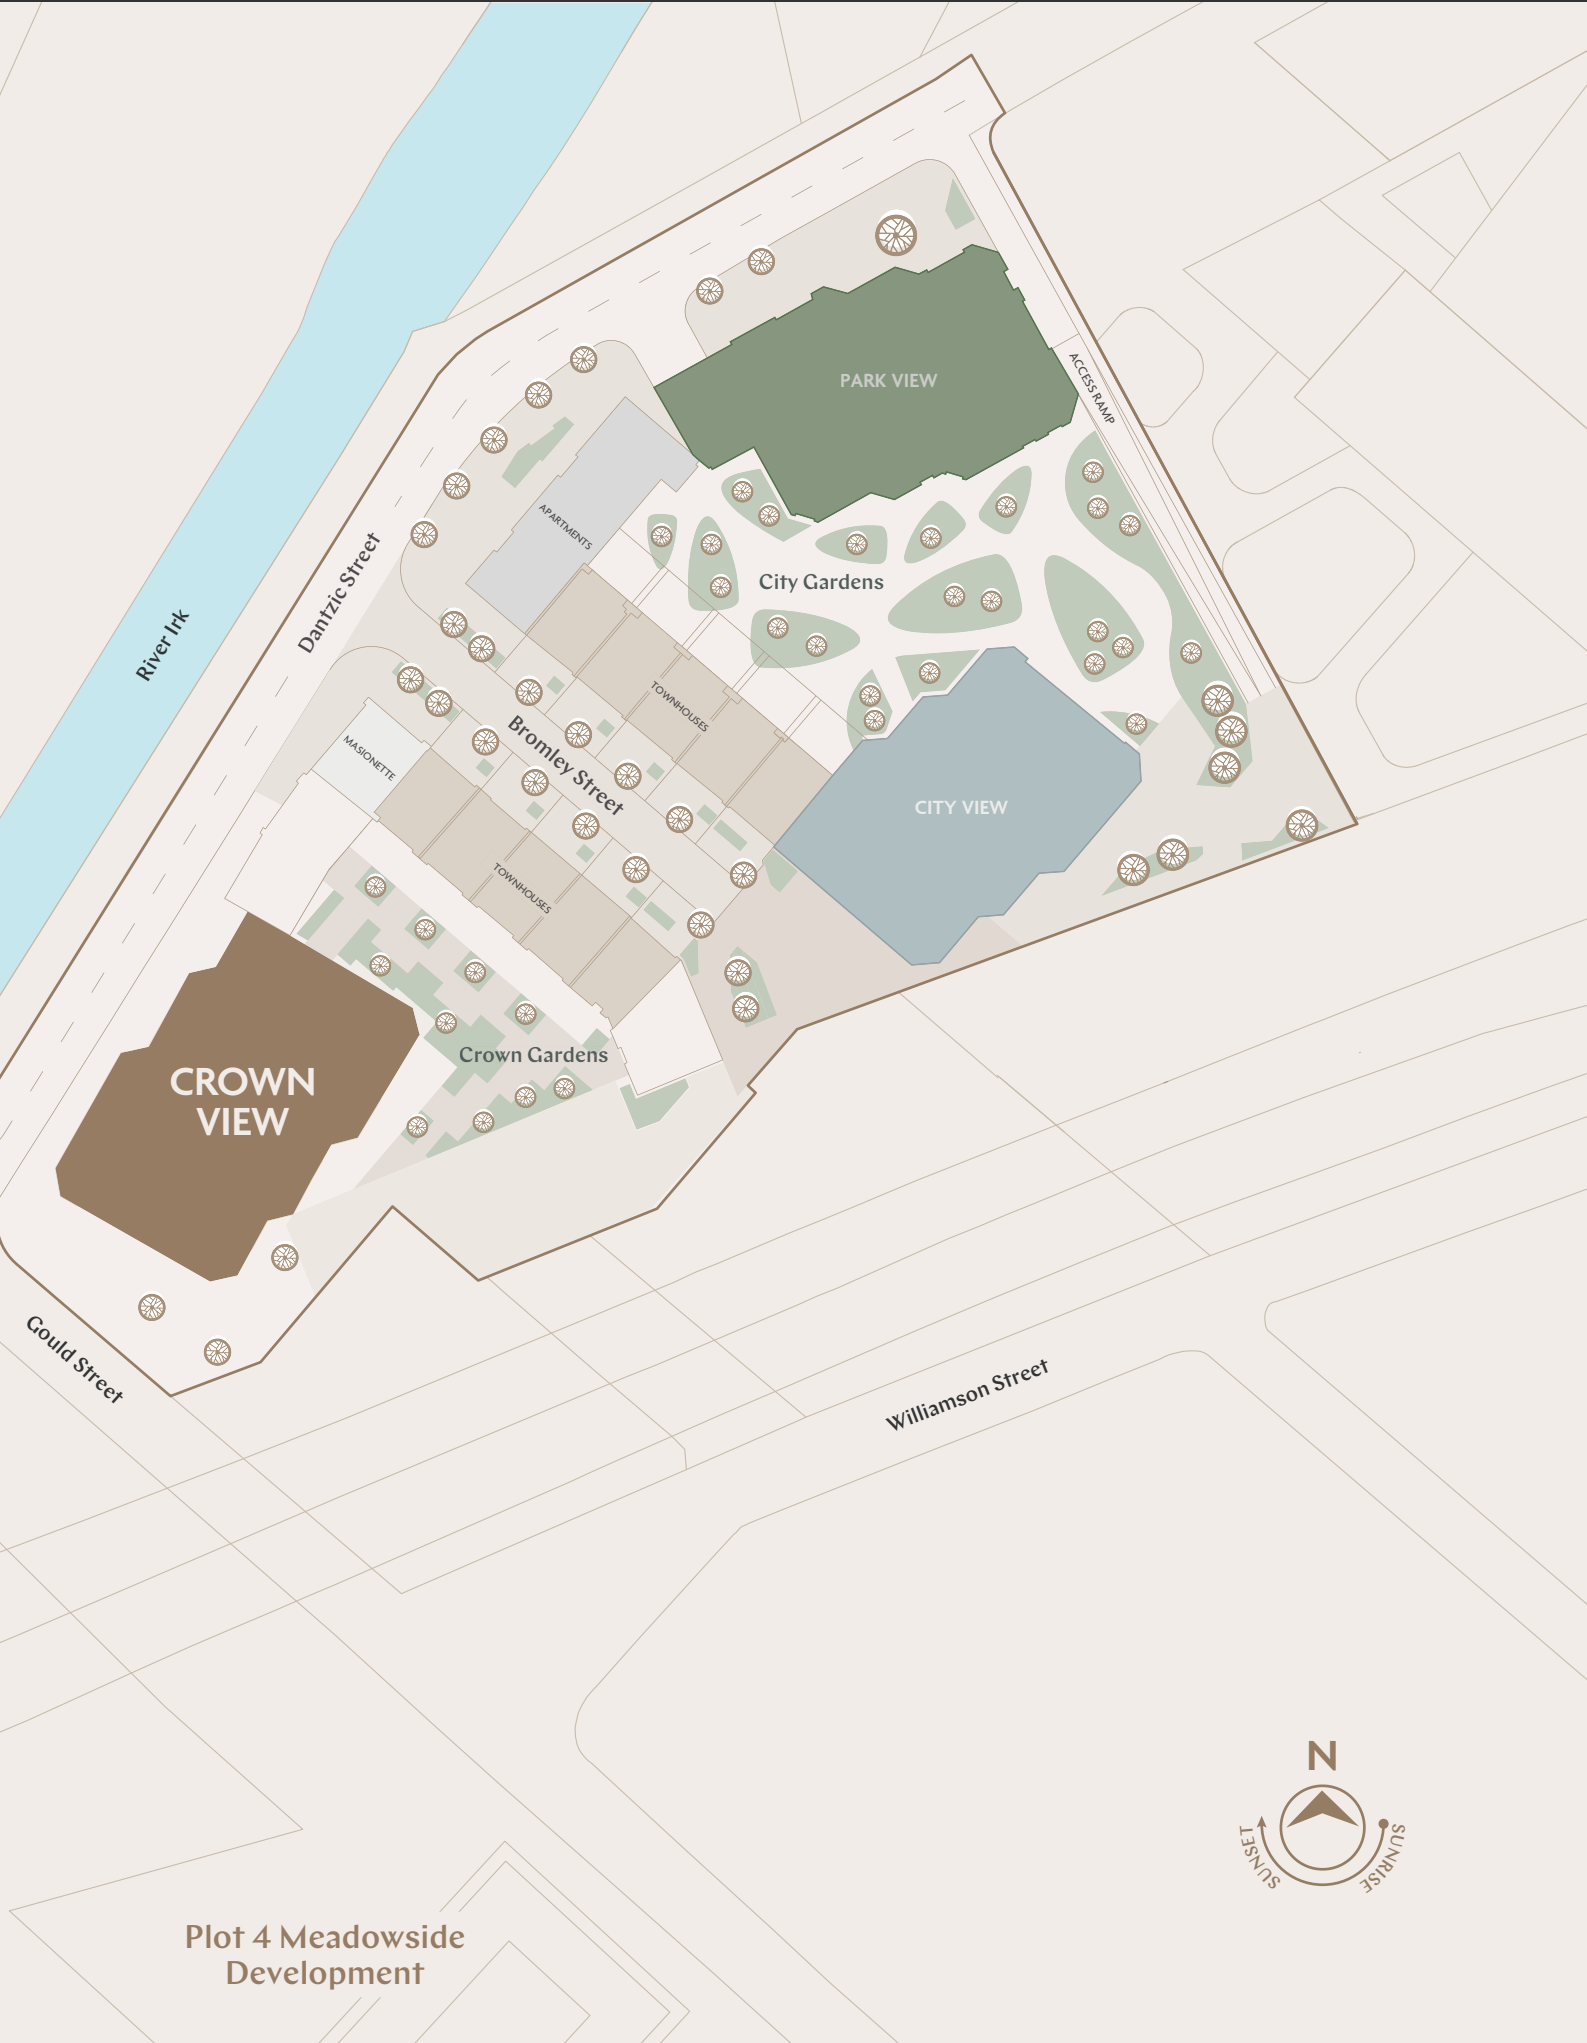 PARK VIEW
ACCESS RAMP
APARTMENTS
Dantzic Street
City Gardens
River Irk
TOWNHOUSES
Bromley Street
MASIONETTE
CITY VIEW
TOWNHOUSES
Crown Gardens
CROWN
VIEW
Gould Street
Williamson Street
N
SUNSET
SUNRISE
Plot 4 Meadowside
Development